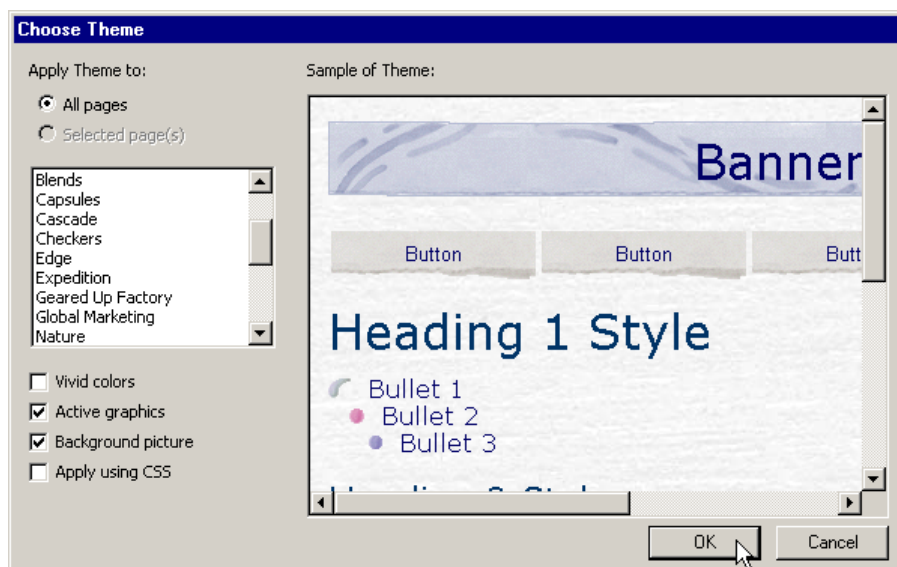 Choose Theme
Apply Theme to:
All pages
Selected page(s)
Blends
Capsules
Cascade
Checkers
Edge
Expedition
Geared Up Factory
Global Marketing
Nature
Vivid colors
Active graphics
Background picture
Apply using CSS
Sample of Theme:
Banner
Button Button Butt
Heading 1 Style
Bullet 1
Bullet 2
Bullet 3
OK Cancel